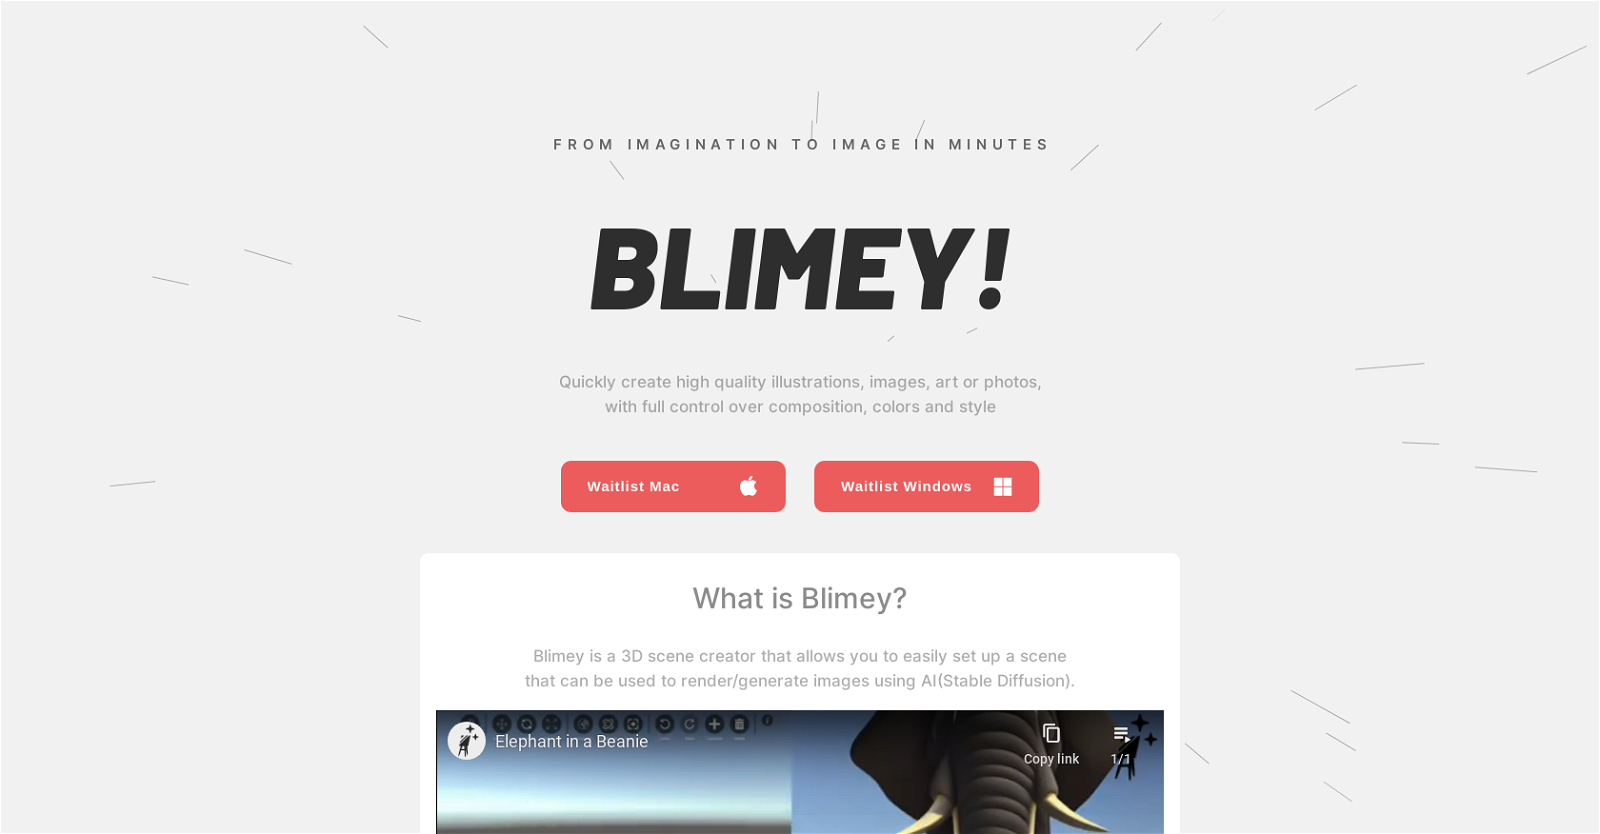 FROM IMAGINATION TO IMAGE IN MINUTES
BLIMEY!
Quickly create high quality illustrations, images, art or photos,
with full control over composition, colors and style
Waitlist Mac
Waitlist Windows
What is Blimey?
Blimey is a 3D scene creator that allows you to easily set up a scene
that can be used to render/generate images using AI(Stable Diffusion).
Elephant in a Beanie
Copy link
1/1